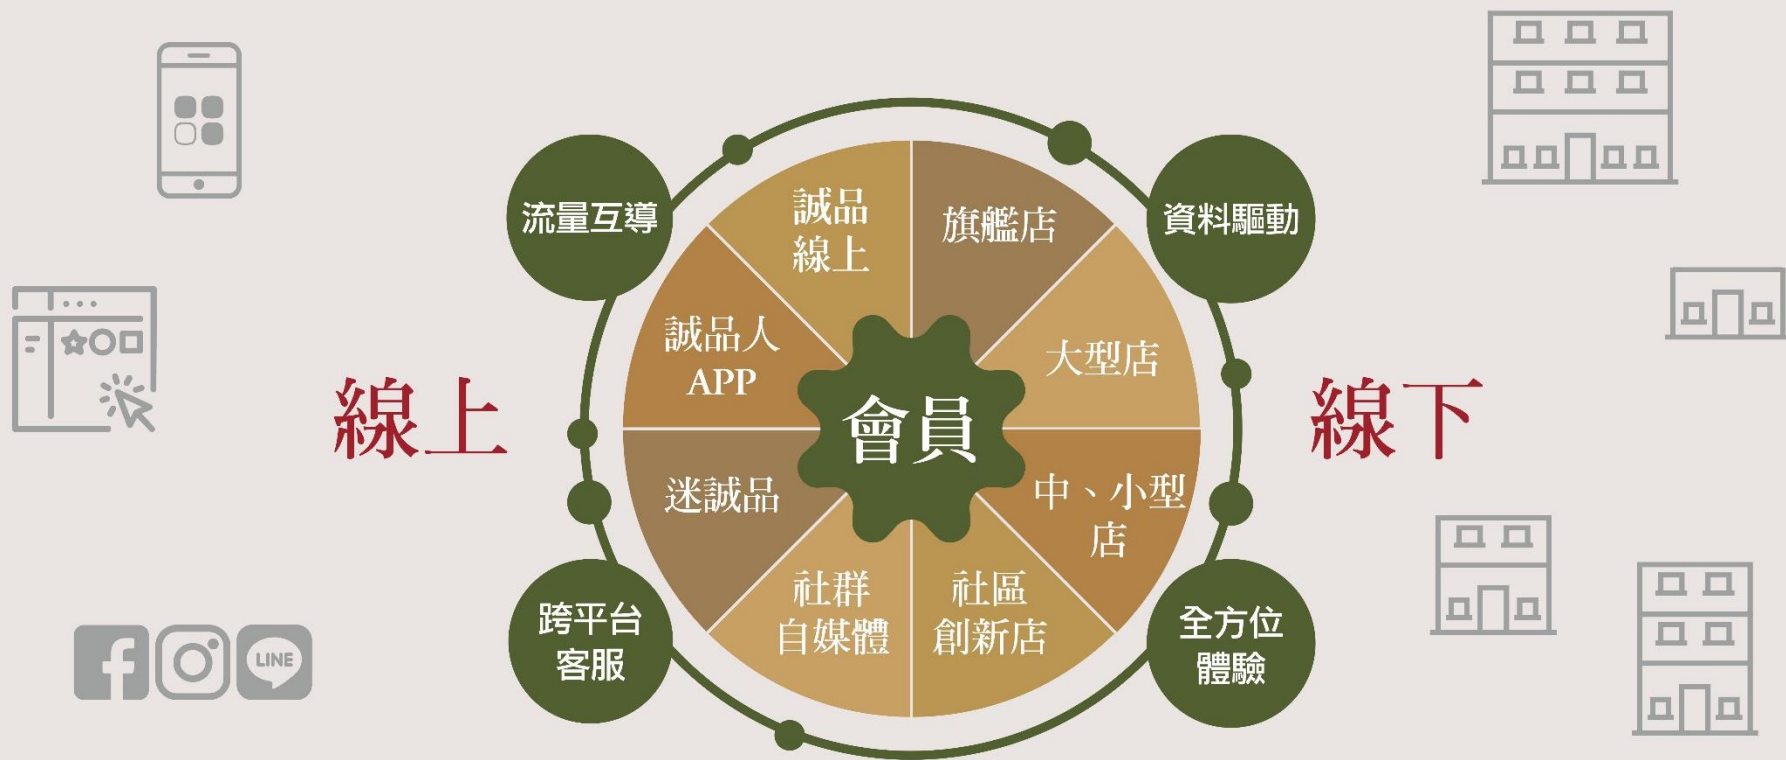 線上
流量互導
誠品
線上
誠品人
APP
迷誠品
社群
自媒體
跨平台
客服
LINE
會員
線下
旗艦店
大型店
中、小型
店
社區
創新店
資料驅動
全方位
體驗